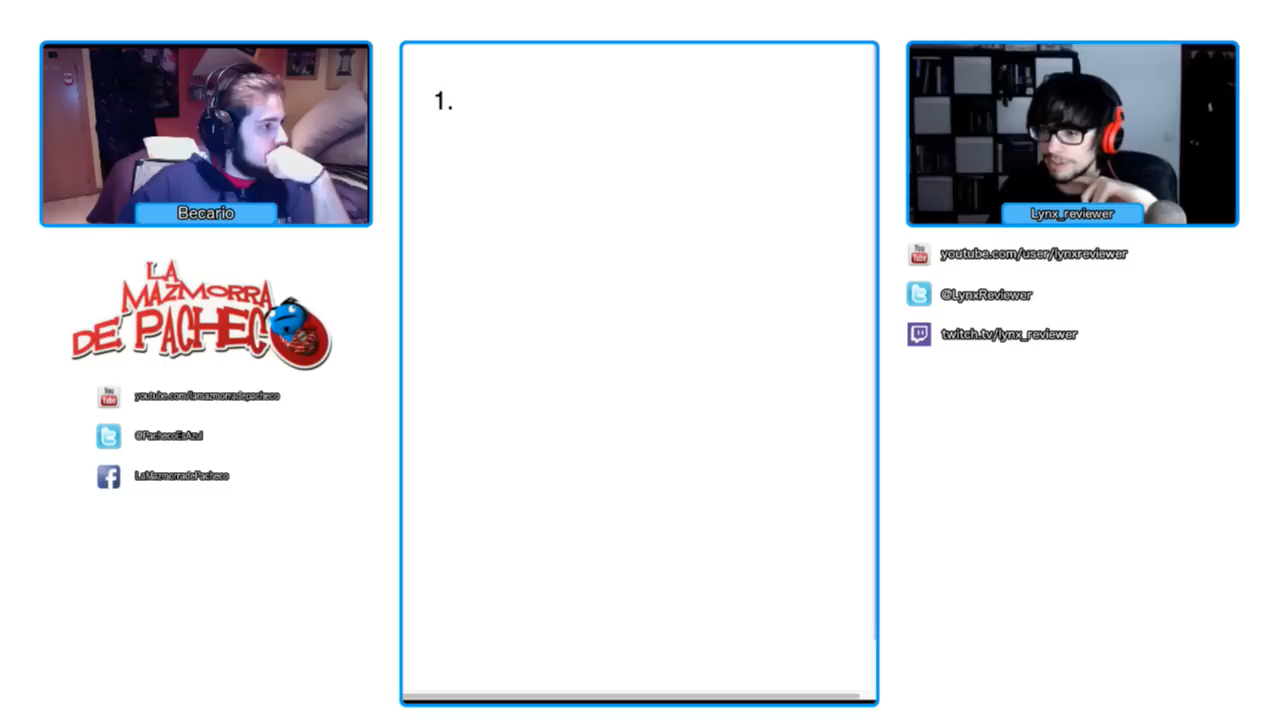 Becario
LA
MAZMORRA
DE PACHECO
youtube.com/lamazmorradepacheco
@PachecoEsAzul
LaMazmorradePacheco
1.
Lynx_reviewer
youtube.com/user/lynxreviewer
@LynxReviewer
twitch.tv/lynx_reviewer